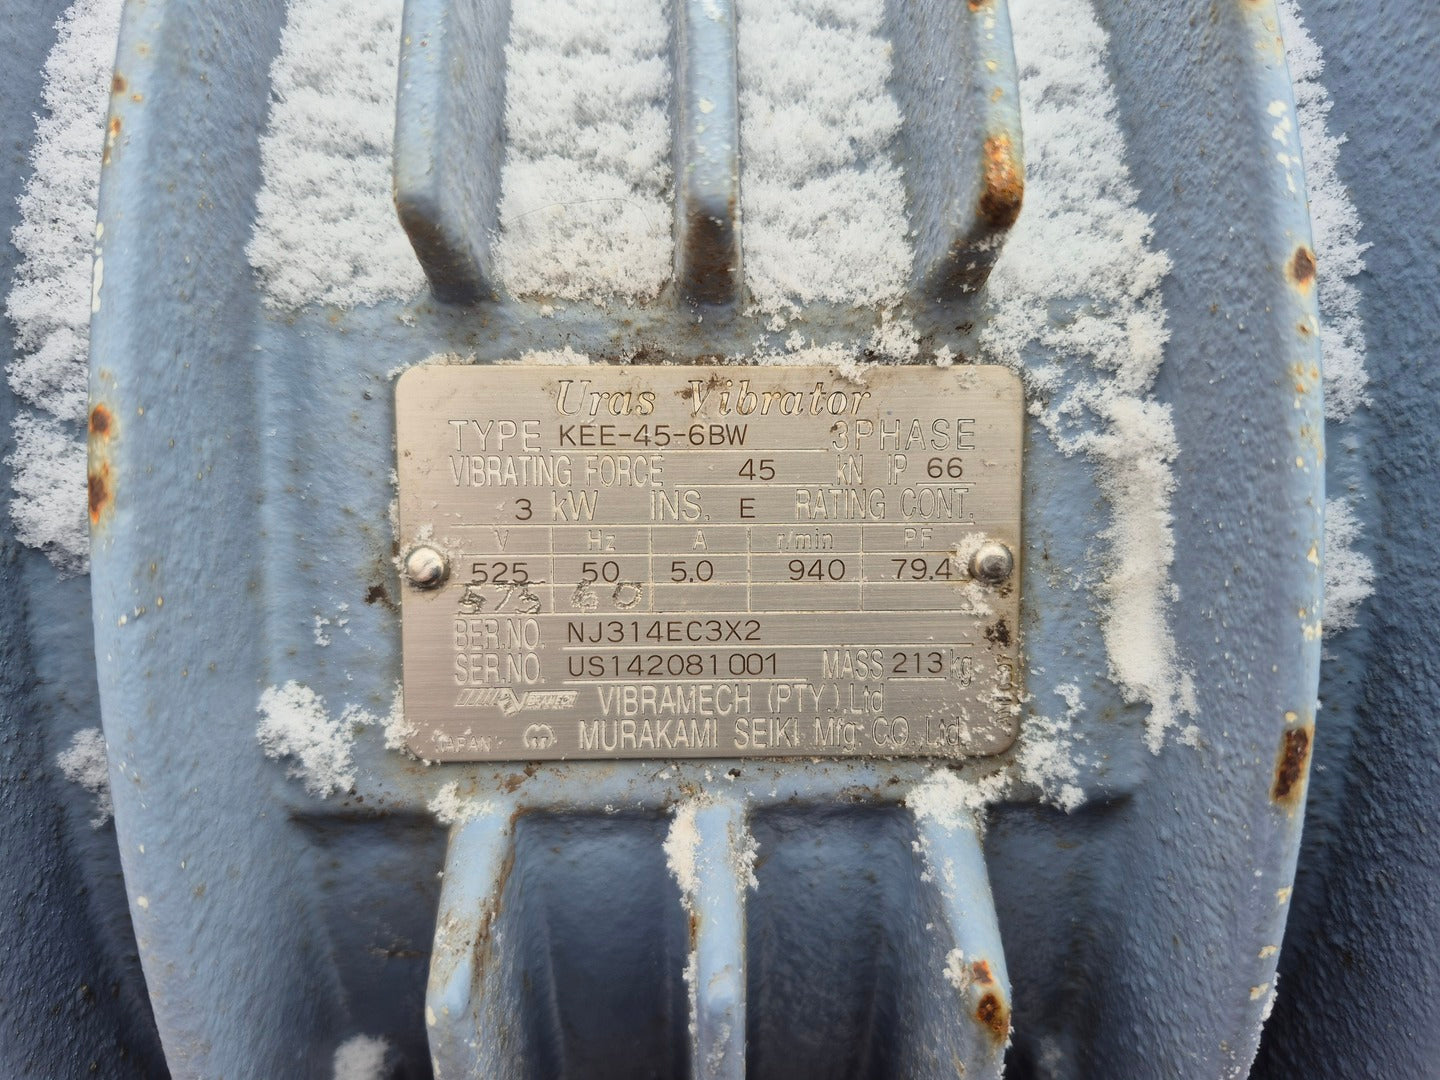 Uras Vibrator
TYPE KEE-45-6BW 3PHASE
VIBRATING FORCE 45 kN IP 66
3 kW INS. E RATING CONT.
V Hz A r/min PF
525 50 5.0 940 79.4
575 60
BER.NO. NJ314EC3X2
SER.NO. US142081001 MASS 213 kg
VIBRAMECH (PTY.) Ltd
JAPAN MURAKAMI SEIKI Mfg CO., Ltd.